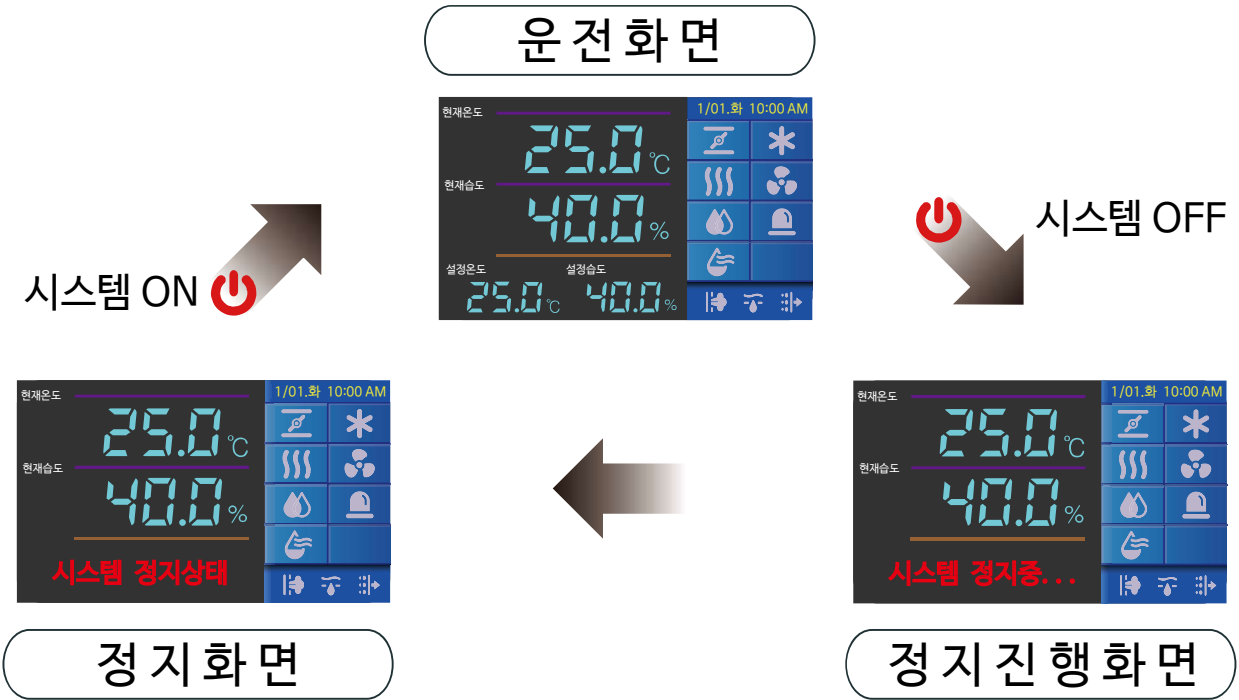 운전화면
현재온도
25.0 ℃
현재습도
40.0 %
설정온도 설정습도
25.0 ℃ 40.0 %
1/01.화 10:00 AM
시스템 ON
시스템 OFF
현재온도
25.0 ℃
현재습도
40.0 %
시스템 정지상태
1/01.화 10:00 AM
정지화면
현재온도
25.0 ℃
현재습도
40.0 %
시스템 정지중...
1/01.화 10:00 AM
정지진행화면